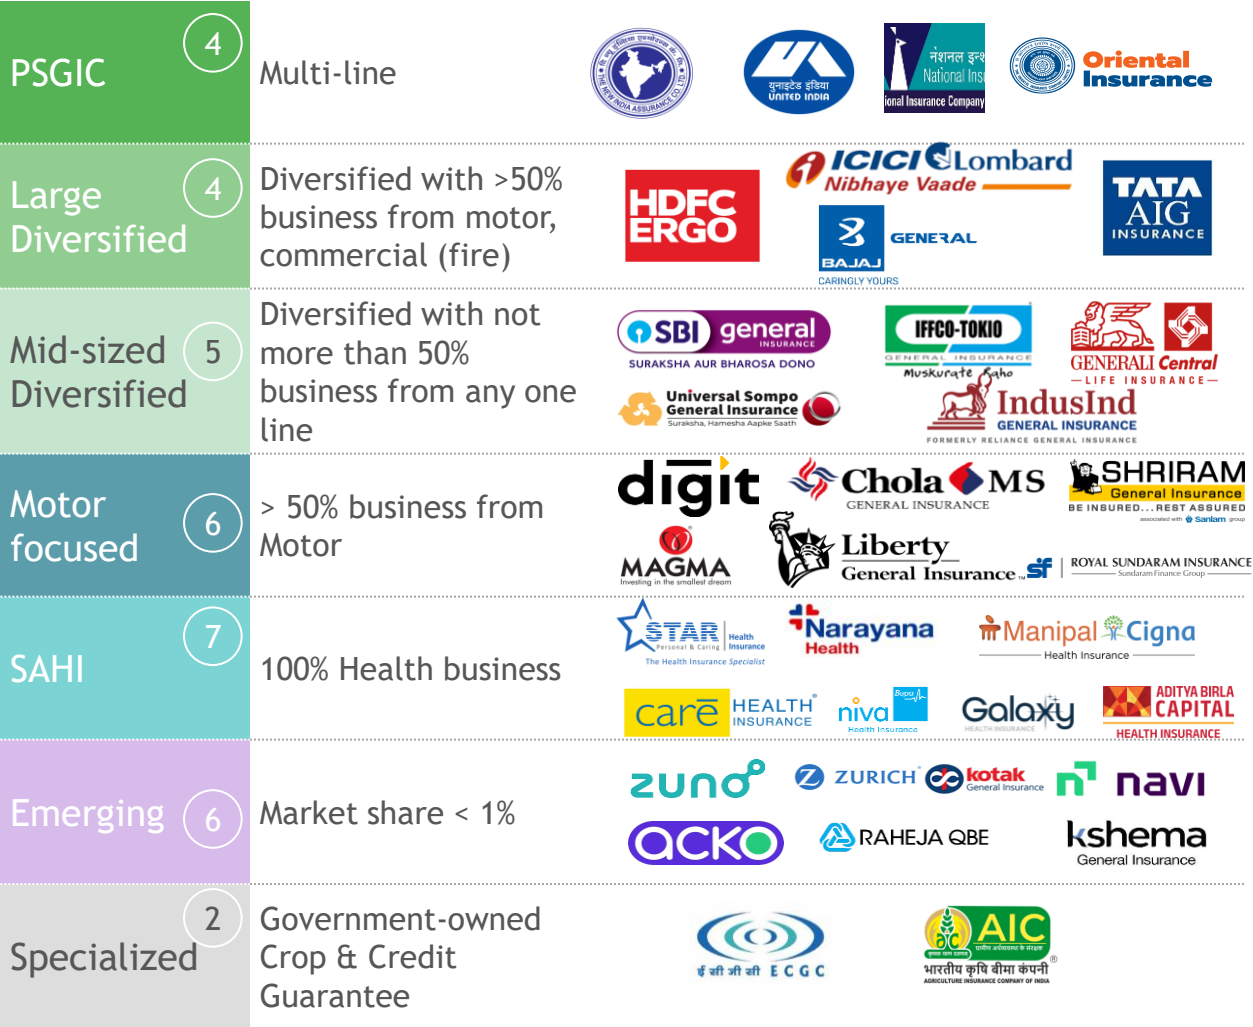 PSGIC
4
Multi-line
THE NEW INDIA ASSURANCE CO. LTD.
युनाइटेड इंडिया
UNITED INDIA
नेशनल इन्श
National Insu
ional Insurance Company
Oriental
Insurance
Large
Diversified
4
Diversified with >50%
business from motor,
commercial (fire)
HDFC
ERGO
ICICI Lombard
Nibhaye Vaade
BAJAJ
GENERAL
CARINGLY YOURS
TATA
AIG
INSURANCE
Mid-sized
Diversified
5
Diversified with not
more than 50%
business from any one
line
SBI general
INSURANCE
SURAKSHA AUR BHAROSA DONO
IFFCO-TOKIO
GENERAL INSURANCE
Muskurate Raho
GENERALI Central
LIFE INSURANCE
Universal Sompo
General Insurance
Suraksha, Hamesha Aapke Saath
IndusInd
GENERAL INSURANCE
FORMERLY RELIANCE GENERAL INSURANCE
Motor
focused
6
> 50% business from
Motor
digit
Chola MS
GENERAL INSURANCE
SHRIRAM
General Insurance
BE INSURED...REST ASSURED
associated with Sanlam group
MAGMA
Investing in the smallest dream
Liberty
General Insurance
TM
sf
ROYAL SUNDARAM INSURANCE
Sundaram Finance Group
SAHI
7
100% Health business
STAR
Health
Insurance
Personal & Caring
The Health Insurance Specialist
Narayana
Health
Manipal Cigna
Health Insurance
care HEALTH
INSURANCE
niva
Bupa
Health Insurance
Galaxy
HEALTH INSURANCE
ADITYA BIRLA
CAPITAL
HEALTH INSURANCE
Emerging
6
Market share < 1%
zuno
Z ZURICH
kotak
General Insurance
navi
acko
RAHEJA QBE
kshema
General Insurance
Specialized
2
Government-owned
Crop & Credit
Guarantee
ई सी जी सी ECGC
AIC
भारतीय कृषि बीमा कंपनी
AGRICULTURE INSURANCE COMPANY OF INDIA